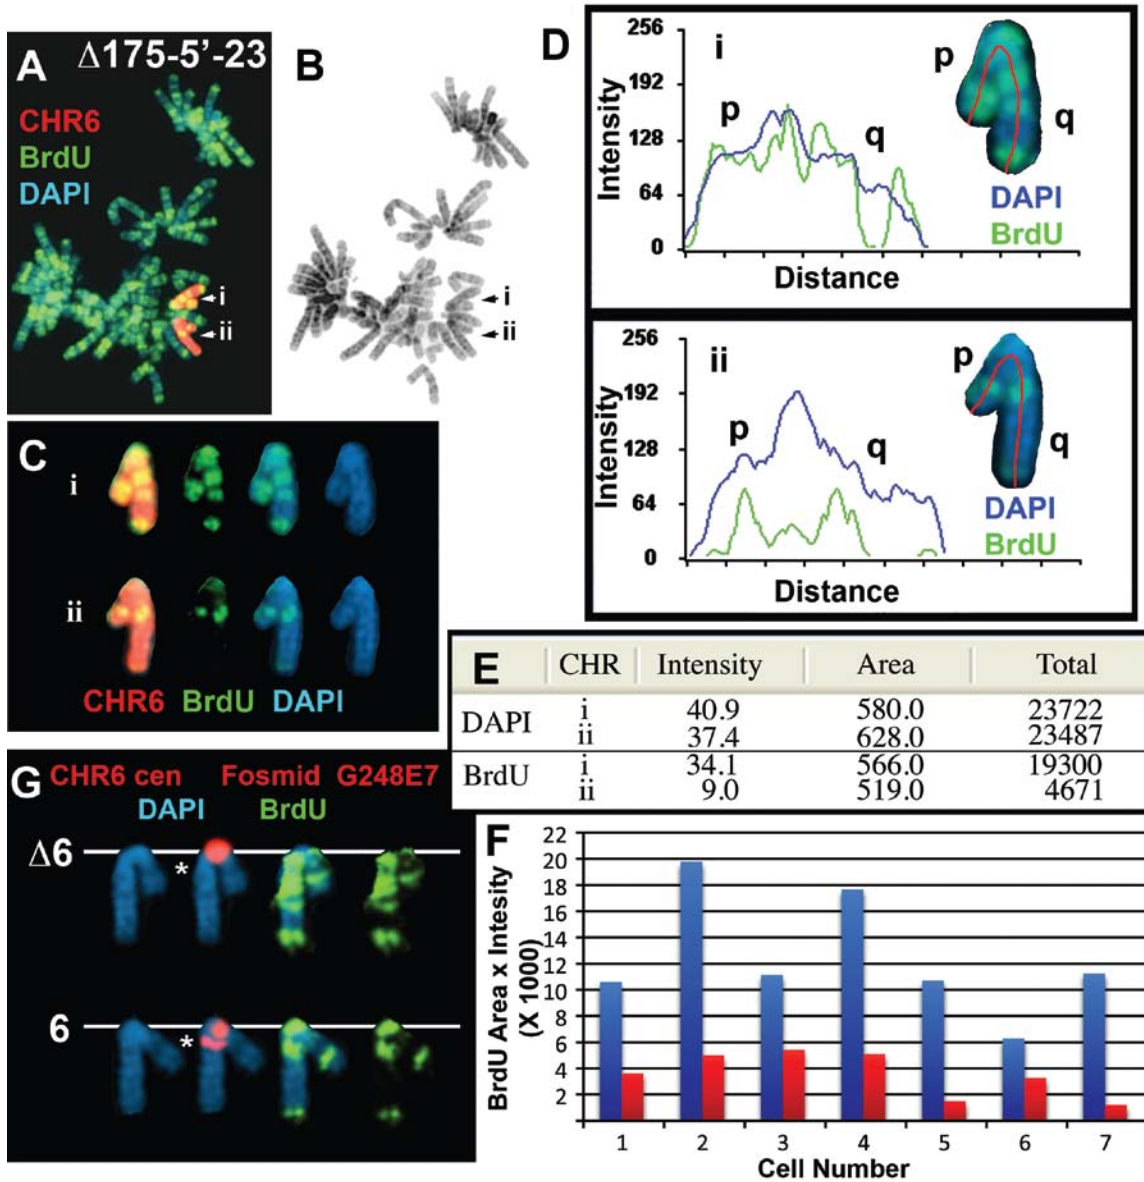 A Δ175-5'-23
CHR6
BrdU
DAPI
i
ii
B
i
ii
C
i
ii
CHR6 BrdU DAPI
D
i
256
192
128
64
0
Intensity
Distance
p
q
p
q
DAPI
BrdU
ii
256
192
128
64
0
Intensity
Distance
p
q
p
q
DAPI
BrdU
E CHR Intensity Area Total
DAPI i 40.9 580.0 23722
ii 37.4 628.0 23487
BrdU i 34.1 566.0 19300
ii 9.0 519.0 4671
G CHR6 cen Fosmid G248E7
DAPI BrdU
Δ6
*
6
*
F
22
20
18
16
14
12
10
8
6
4
2
BrdU Area x Intesity
(X 1000)
1 2 3 4 5 6 7
Cell Number